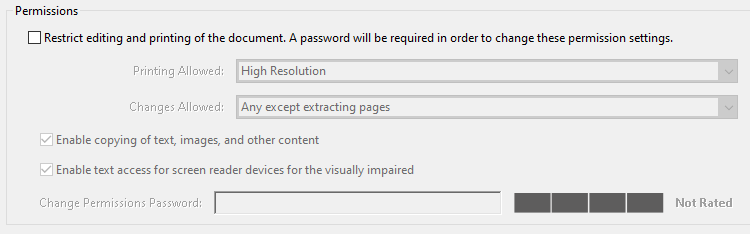 Permissions
Restrict editing and printing of the document. A password will be required in order to change these permission settings.
Printing Allowed: High Resolution
Changes Allowed: Any except extracting pages
Enable copying of text, images, and other content
Enable text access for screen reader devices for the visually impaired
Change Permissions Password: Not Rated